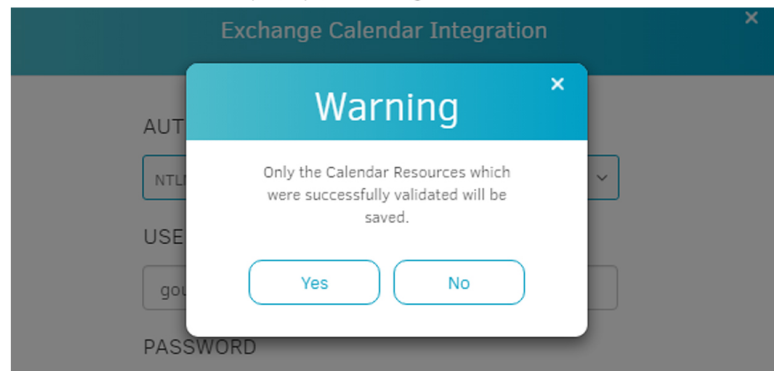 Exchange Calendar Integration
Warning
Only the Calendar Resources which
were successfully validated will be
saved.
Yes
No
PASSWORD